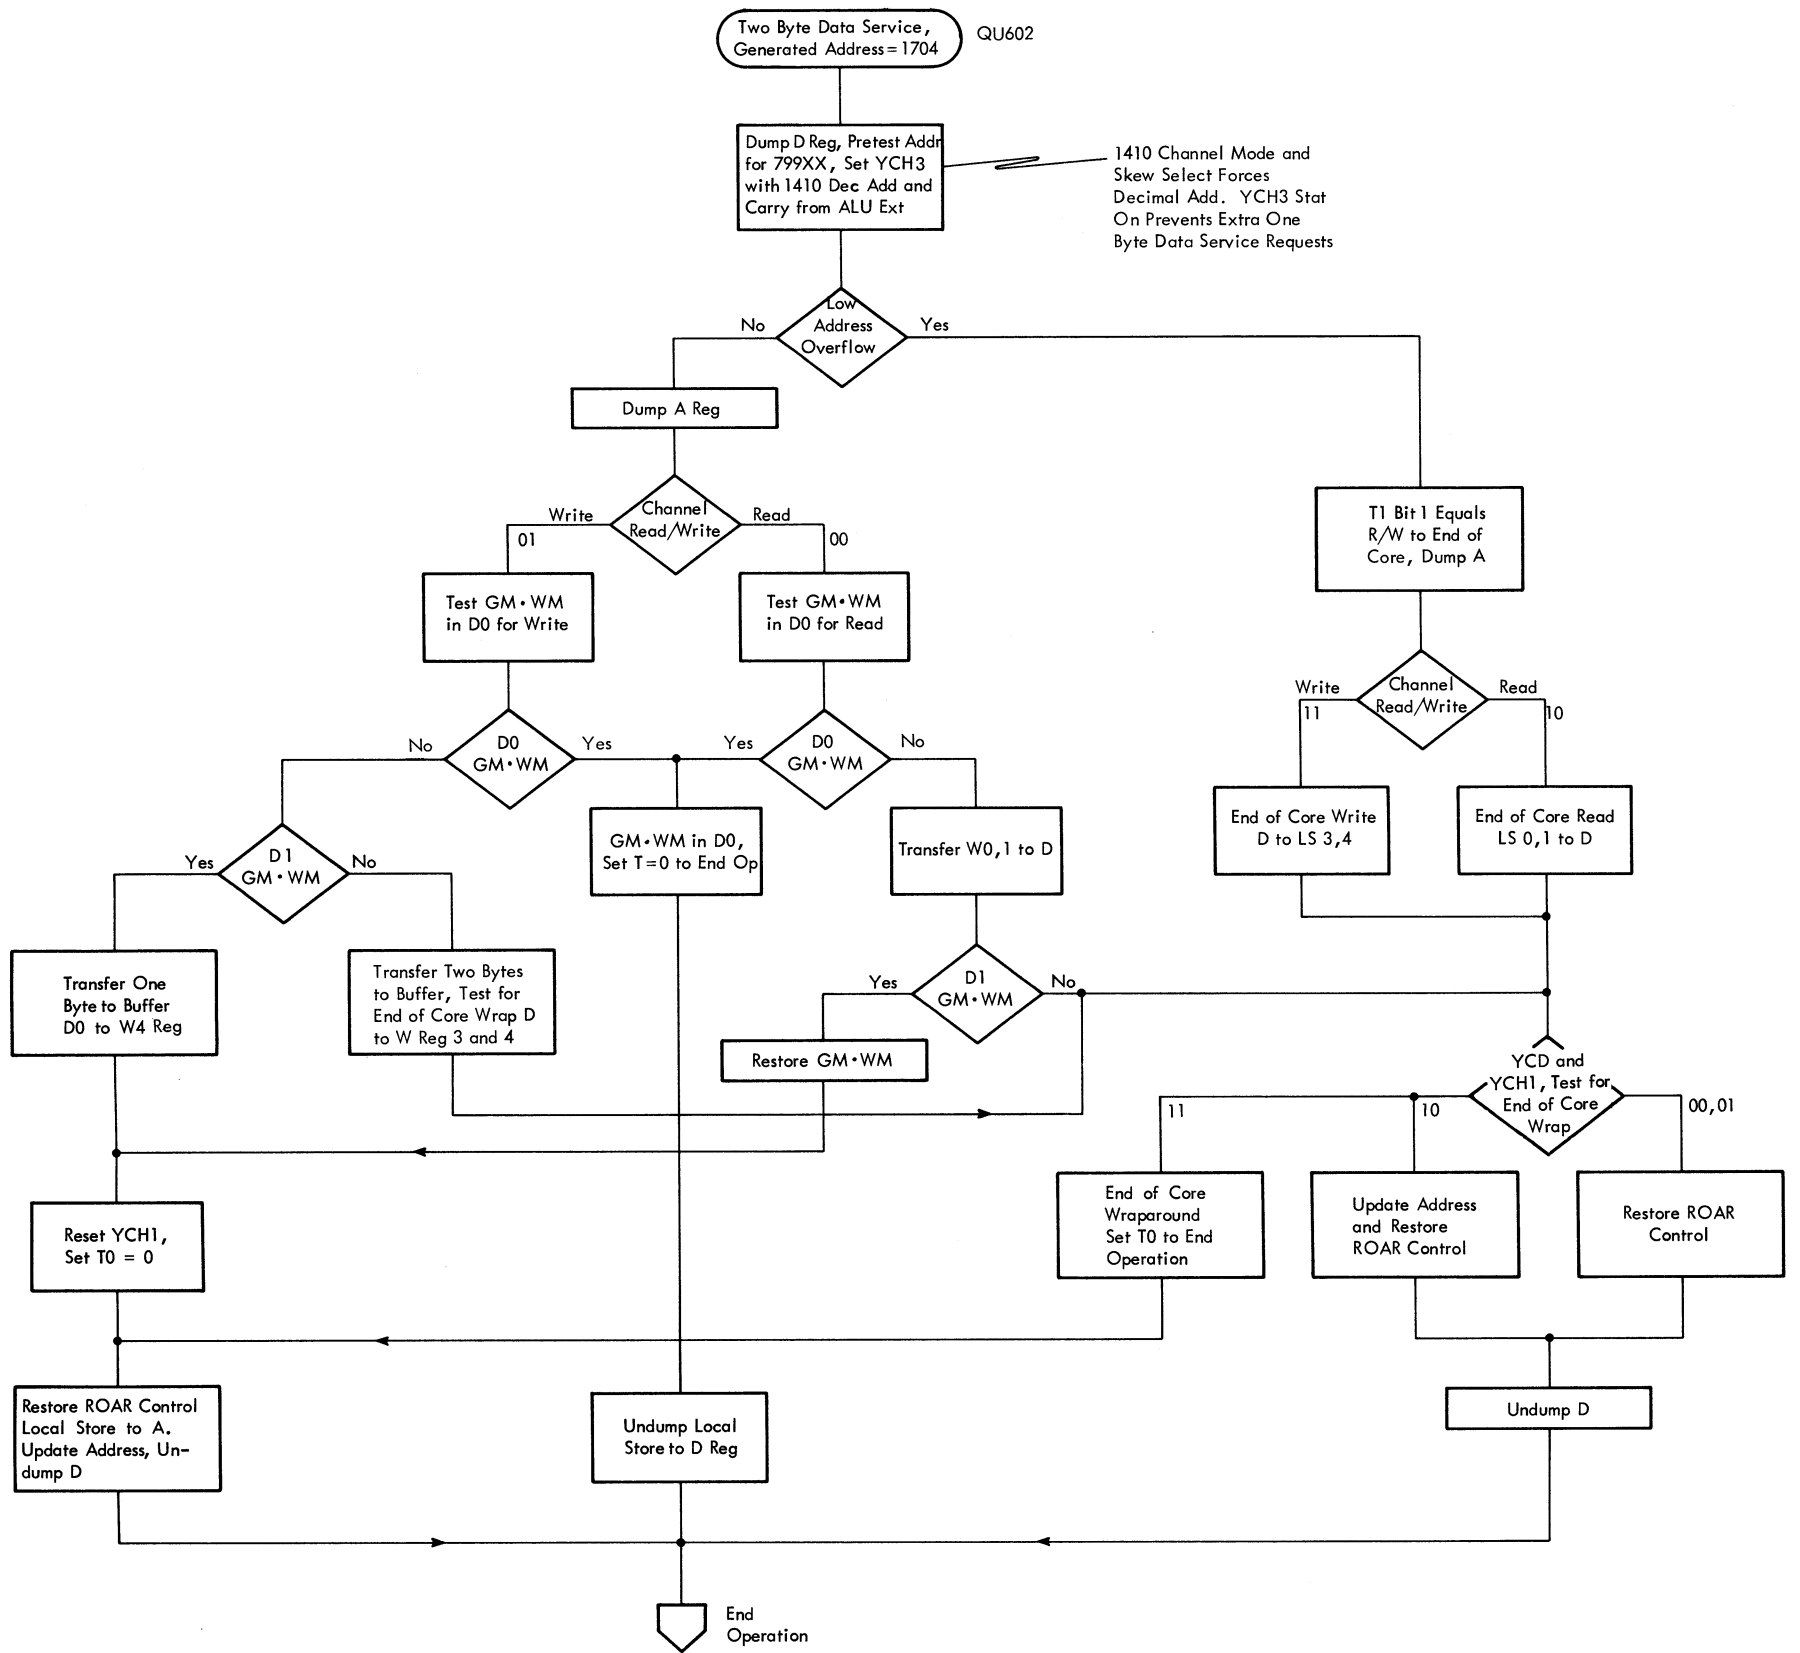 Two Byte Data Service,
Generated Address=1704
QU602
Dump D Reg, Pretest Addr
for 799XX, Set YCH3
with 1410 Dec Add and
Carry from ALU Ext
1410 Channel Mode and
Skew Select Forces
Decimal Add. YCH3 Stat
On Prevents Extra One
Byte Data Service Requests
Low
Address
Overflow
No
Yes
Dump A Reg
Channel
Read/Write
Write
01
Read
00
T1 Bit 1 Equals
R/W to End of
Core, Dump A
Test GM•WM
in D0 for Write
Test GM•WM
in D0 for Read
Channel
Read/Write
Write
11
Read
10
D0
GM•WM
No
Yes
D0
GM•WM
Yes
No
End of Core Write
D to LS 3,4
End of Core Read
LS 0,1 to D
D1
GM•WM
Yes
No
GM•WM in D0,
Set T=0 to End Op
Transfer W0,1 to D
Transfer One
Byte to Buffer
D0 to W4 Reg
Transfer Two Bytes
to Buffer, Test for
End of Core Wrap D
to W Reg 3 and 4
D1
GM•WM
Yes
No
Restore GM•WM
YCD and
YCH1, Test for
End of Core
Wrap
11
10
00,01
Reset YCH1,
Set T0 = 0
End of Core
Wraparound
Set T0 to End
Operation
Update Address
and Restore
ROAR Control
Restore ROAR
Control
Restore ROAR Control
Local Store to A.
Update Address, Un-
dump D
Undump Local
Store to D Reg
Undump D
End
Operation